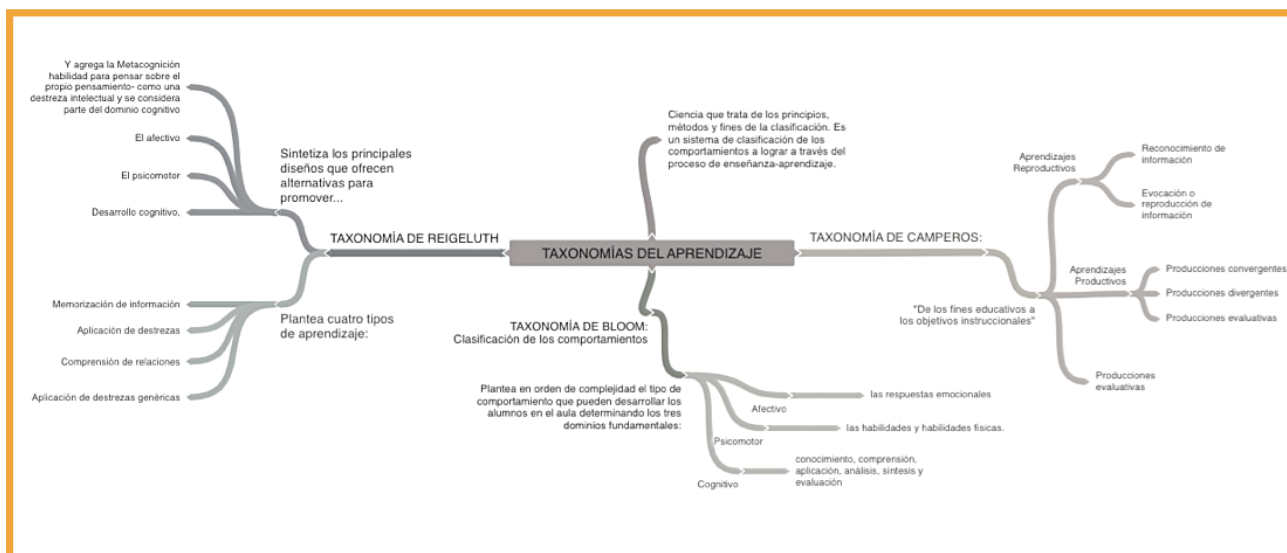 Y agrega la Metacognición
habilidad para pensar sobre el
propio pensamiento- como una
destreza intelectual y se considera
parte del dominio cognitivo
El afectivo
El psicomotor
Desarrollo cognitivo,
Sintetiza los principales
diseños que ofrecen
alternativas para
promover...
TAXONOMÍA DE REIGELUTH
Memorización de información
Aplicación de destrezas
Comprensión de relaciones
Aplicación de destrezas genéricas
Plantea cuatro tipos
de aprendizaje:
Ciencia que trata de los principios,
métodos y fines de la clasificación. Es
un sistema de clasificación de los
comportamientos a lograr a través del
proceso de enseñanza-aprendizaje.
TAXONOMÍAS DEL APRENDIZAJE
TAXONOMÍA DE BLOOM:
Clasificación de los comportamientos
Plantea en orden de complejidad el tipo de
comportamiento que pueden desarrollar los
alumnos en el aula determinando los tres
dominios fundamentales:
Afectivo
las respuestas emocionales
Psicomotor
las habilidades y habilidades físicas.
Cognitivo
conocimiento, comprensión,
aplicación, análisis, síntesis y
evaluación
TAXONOMÍA DE CAMPEROS:
"De los fines educativos a
los objetivos instruccionales"
Aprendizajes
Reproductivos
Reconocimiento de
información
Evocación o
reproducción de
información
Aprendizajes
Productivos
Producciones convergentes
Producciones divergentes
Producciones evaluativas
Producciones
evaluativas